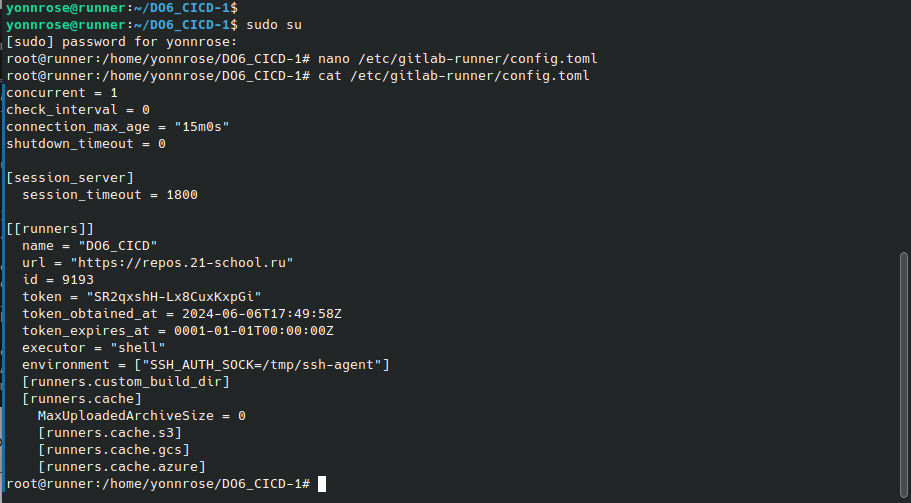 yonnrose@runner:~/DO6_CICD-1$
yonnrose@runner:~/DO6_CICD-1$ sudo su
[sudo] password for yonnrose:
root@runner:/home/yonnrose/DO6_CICD-1# nano /etc/gitlab-runner/config.toml
root@runner:/home/yonnrose/DO6_CICD-1# cat /etc/gitlab-runner/config.toml
concurrent = 1
check_interval = 0
connection_max_age = "15m0s"
shutdown_timeout = 0
[session_server]
  session_timeout = 1800
[[runners]]
  name = "DO6_CICD"
  url = "https://repos.21-school.ru"
  id = 9193
  token = "SR2qxshH-Lx8CuxKxpGi"
  token_obtained_at = 2024-06-06T17:49:58Z
  token_expires_at = 0001-01-01T00:00:00Z
  executor = "shell"
  environment = ["SSH_AUTH_SOCK=/tmp/ssh-agent"]
  [runners.custom_build_dir]
  [runners.cache]
    MaxUploadedArchiveSize = 0
    [runners.cache.s3]
    [runners.cache.gcs]
    [runners.cache.azure]
root@runner:/home/yonnrose/DO6_CICD-1#